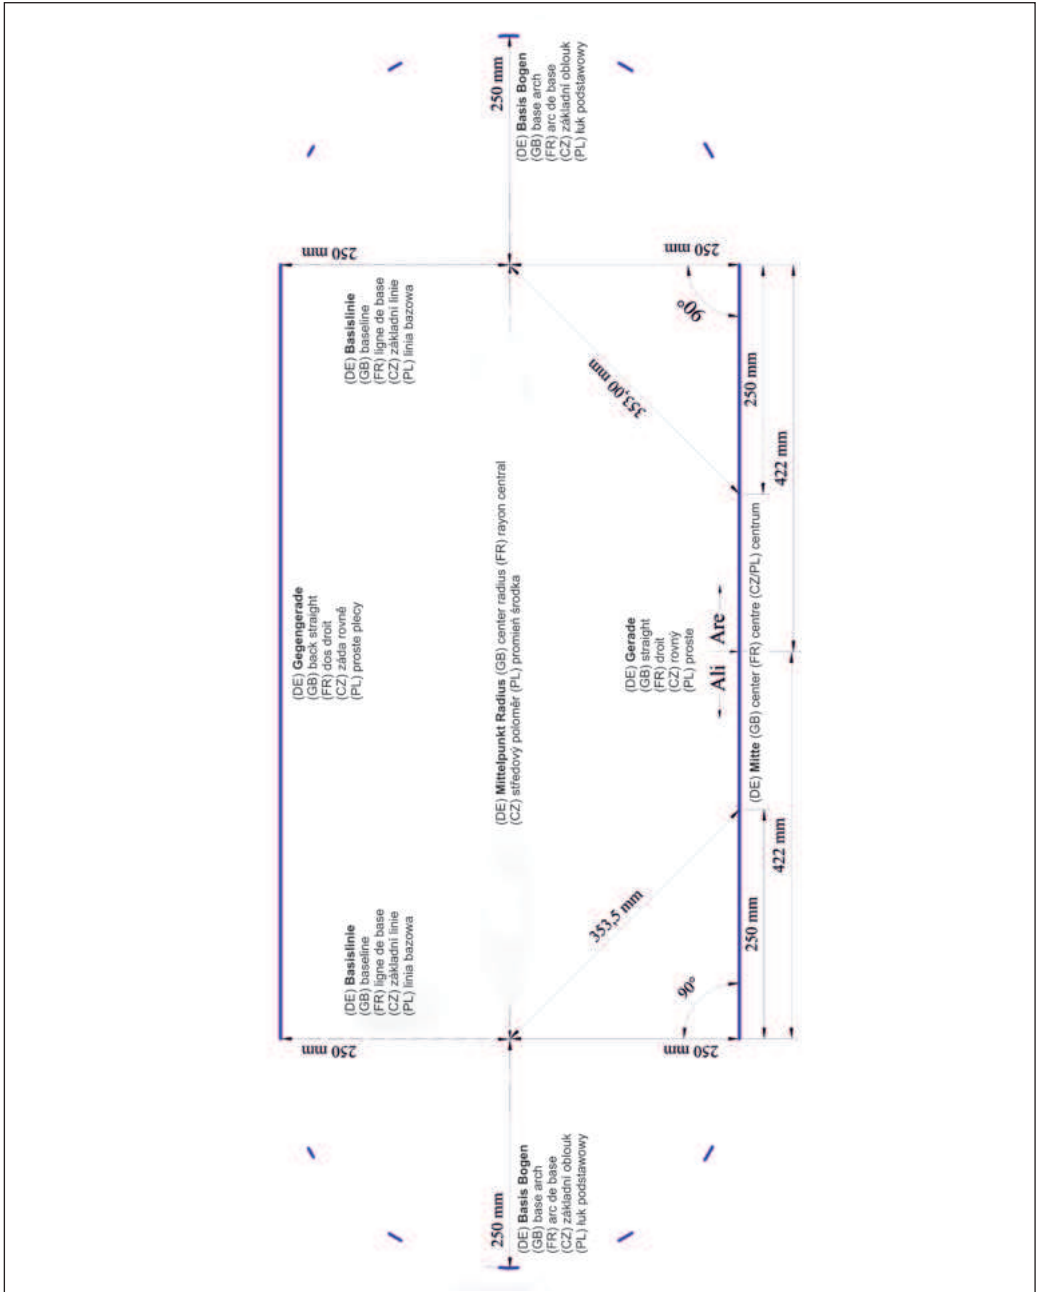 (DE) Gegengerade
(GB) back straight
(FR) dos droit
(CZ) záda rovně
(PL) proste plecy
250 mm
250 mm
(DE) Basislinie
(GB) baseline
(FR) ligne de base
(CZ) základní linie
(PL) linia bazowa
(DE) Basislinie
(GB) baseline
(FR) ligne de base
(CZ) základní linie
(PL) linia bazowa
250 mm
(DE) Basis Bogen
(GB) base arch
(FR) arc de base
(CZ) základní oblouk
(PL) łuk podstawowy
(DE) Mittelpunkt Radius (GB) center radius (FR) rayon central
(CZ) středový poloměr (PL) promień środka
250 mm
(DE) Basis Bogen
(GB) base arch
(FR) arc de base
(CZ) základní oblouk
(PL) łuk podstawowy
353,5 mm
353,00 mm
(DE) Gerade
(GB) straight
(FR) droit
(CZ) rovný
(PL) proste
250 mm
90°
Ali Are
90°
250 mm
250 mm
(DE) Mitte (GB) center (FR) centre (CZ/PL) centrum
250 mm
422 mm
422 mm